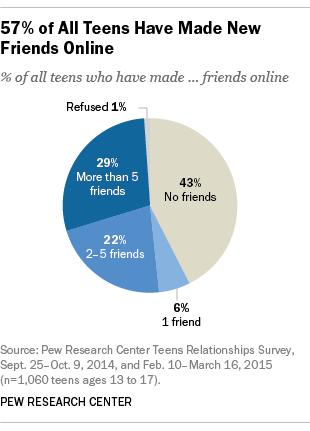 57% of All Teens Have Made New
Friends Online
% of all teens who have made ... friends online
Refused 1%
29%
More than 5
friends
43%
No friends
22%
2–5 friends
6%
1 friend
Source: Pew Research Center Teens Relationships Survey,
Sept. 25–Oct. 9, 2014, and Feb. 10–March 16, 2015
(n=1,060 teens ages 13 to 17).
PEW RESEARCH CENTER